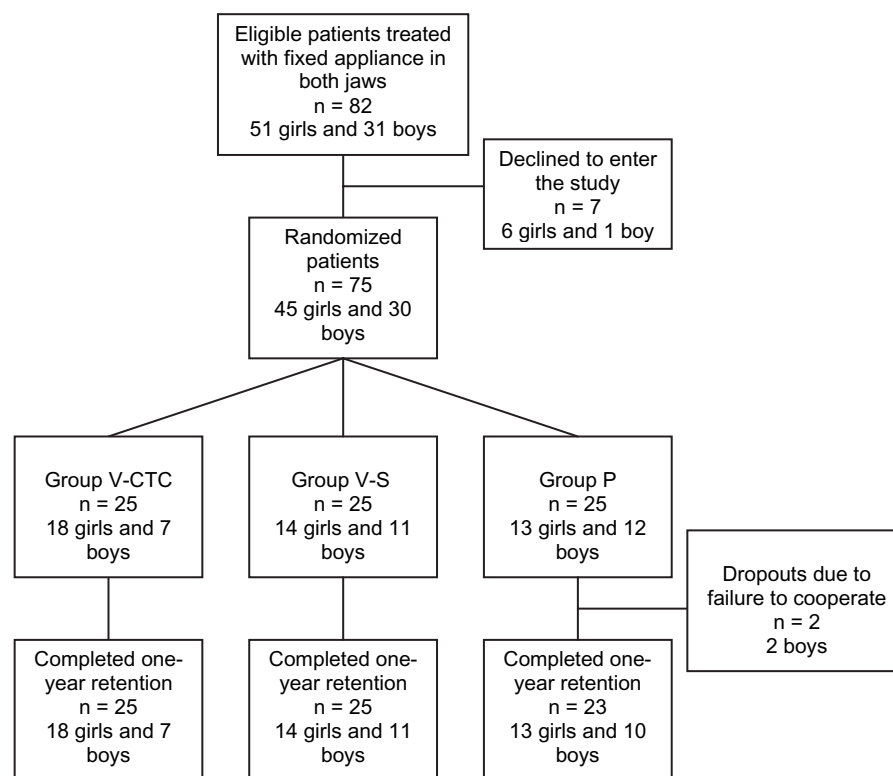 Eligible patients treated
with fixed appliance in
both jaws
n = 82
51 girls and 31 boys
Declined to enter
the study
n = 7
6 girls and 1 boy
Randomized
patients
n = 75
45 girls and 30
boys
Group V-CTC
n = 25
18 girls and 7
boys
Group V-S
n = 25
14 girls and 11
boys
Group P
n = 25
13 girls and 12
boys
Dropouts due to
failure to cooperate
n = 2
2 boys
Completed one-
year retention
n = 25
18 girls and 7
boys
Completed one-
year retention
n = 25
14 girls and 11
boys
Completed one-
year retention
n = 23
13 girls and 10
boys